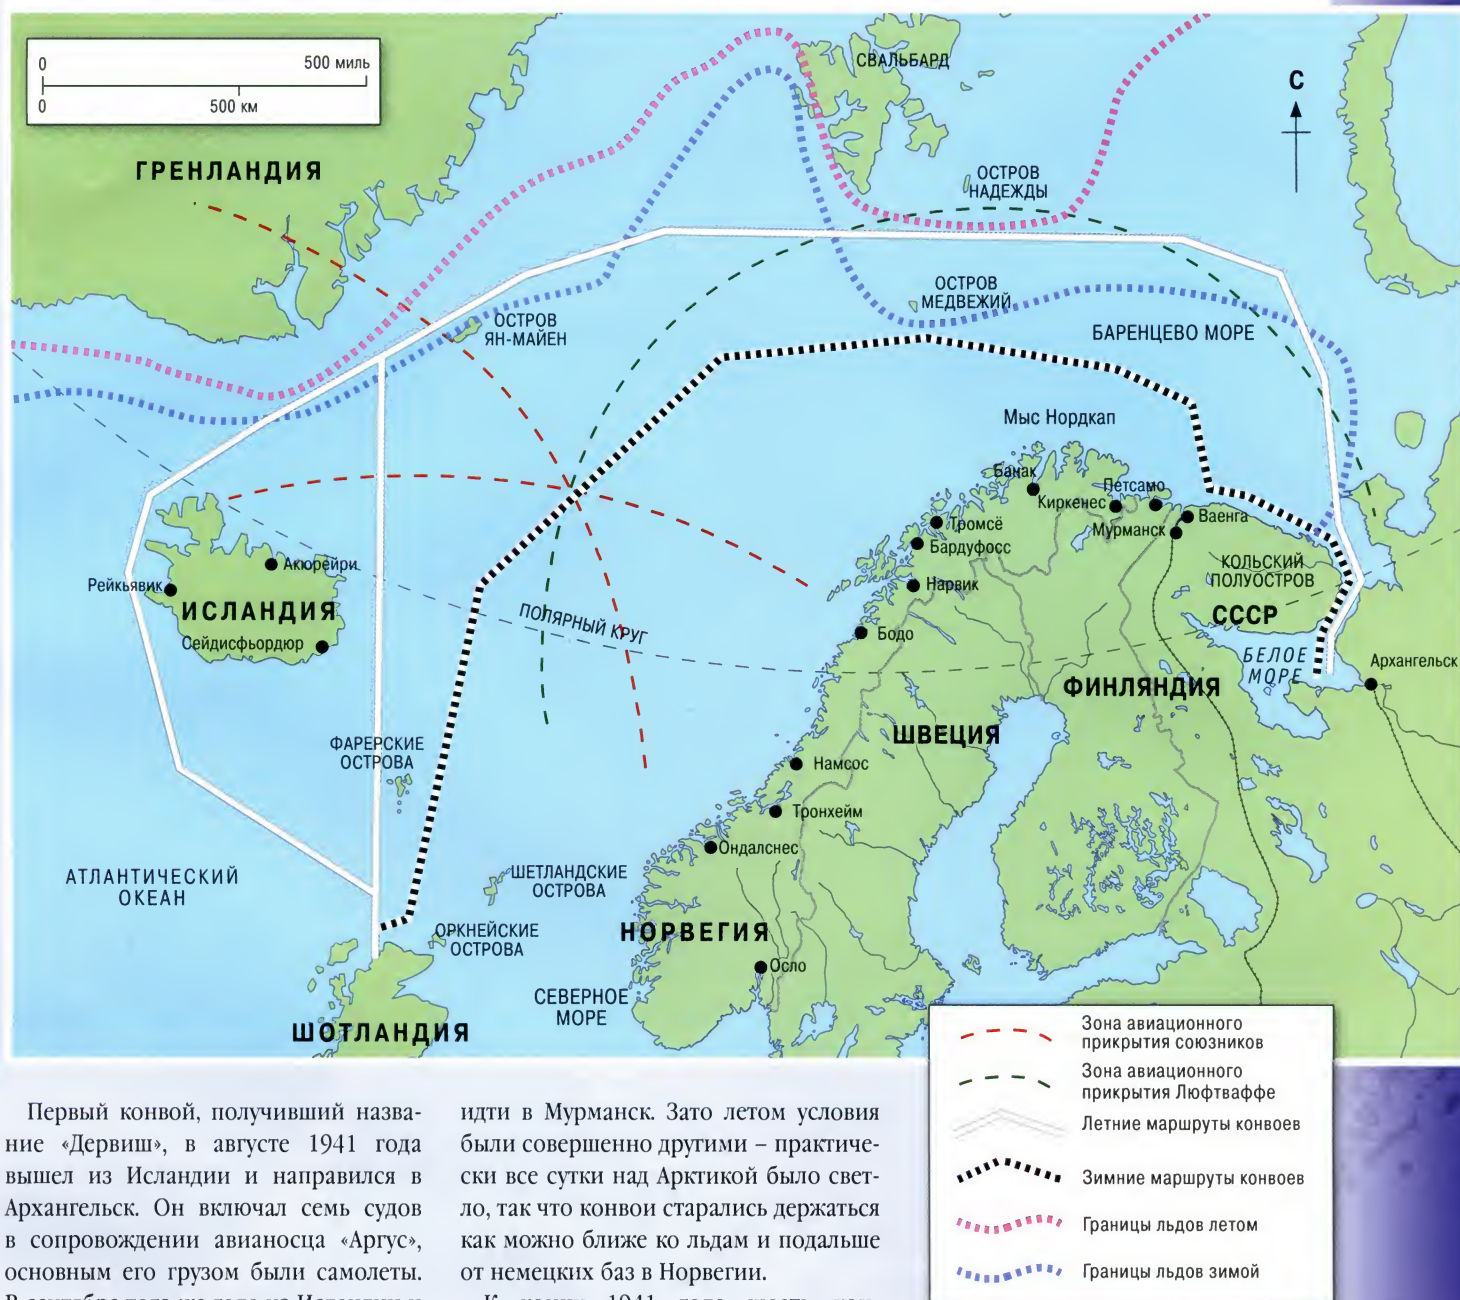 0
500 миль
0
500 км
ГРЕНЛАНДИЯ
СВАЛЬБАРД
С
ОСТРОВ
НАДЕЖДЫ
ОСТРОВ
МЕДВЕЖИЙ
ОСТРОВ
ЯН-МАЙЕН
БАРЕНЦЕВО МОРЕ
Мыс Нордкап
Банак
Петсамо
Киркенес
Ваенга
Тромсё
Мурманск
Бардуфосс
КОЛЬСКИЙ
ПОЛУОСТРОВ
Акюрейри
Рейкьявик
Нарвик
ИСЛАНДИЯ
СССР
ПОЛЯРНЫЙ КРУГ
Бодо
Сейдисфьордюр
БЕЛОЕ
МОРЕ
Архангельск
ФИНЛЯНДИЯ
ШВЕЦИЯ
ФАРЕРСКИЕ
ОСТРОВА
Намсос
Тронхейм
Ондалснес
АТЛАНТИЧЕСКИЙ
ОКЕАН
ШЕТЛАНДСКИЕ
ОСТРОВА
ОРКНЕЙСКИЕ
ОСТРОВА
НОРВЕГИЯ
Осло
СЕВЕРНОЕ
МОРЕ
ШОТЛАНДИЯ
Зона авиационного
прикрытия союзников
Зона авиационного
прикрытия Люфтваффе
Летние маршруты конвоев
Зимние маршруты конвоев
Границы льдов летом
Границы льдов зимой
Первый конвой, получивший назва-
ние «Дервиш», в августе 1941 года
вышел из Исландии и направился в
Архангельск. Он включал семь судов
в сопровождении авианосца «Аргус»,
основным его грузом были самолеты.
идти в Мурманск. Зато летом условия
были совершенно другими – практиче-
ски все сутки над Арктикой было свет-
ло, так что конвои старались держаться
как можно ближе ко льдам и подальше
от немецких баз в Норвегии.